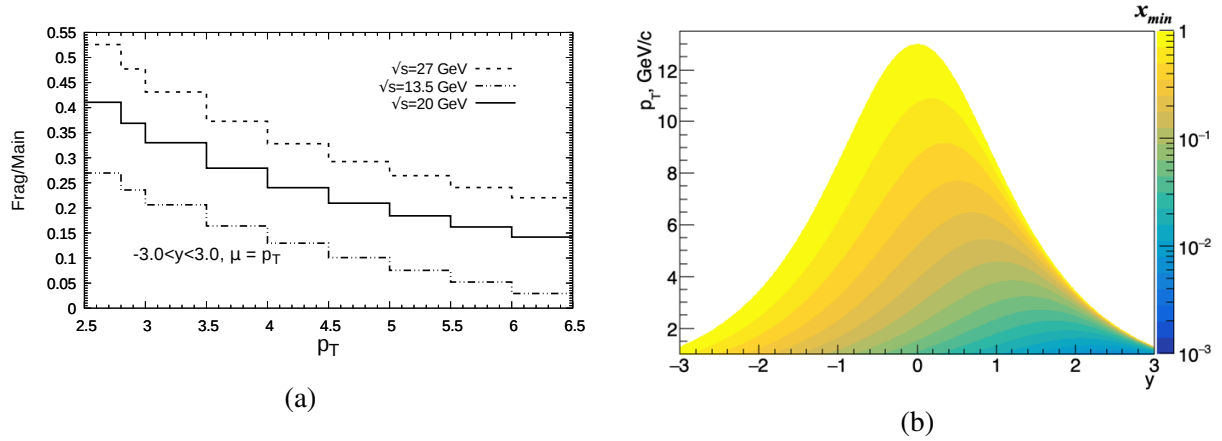 0.55
0.5
0.45
0.4
0.35
0.3
0.25
0.2
0.15
0.1
0.05
0
Frag/Main
√s=27 GeV
√s=13.5 GeV
√s=20 GeV
-3.0<y<3.0, μ = p_T
2.5 3 3.5 4 4.5 5 5.5 6 6.5
p_T
(a)
p_T, GeV/c
12
10
8
6
4
2
−3 −2 −1 0 1 2 3
y
x_min
1
10⁻¹
10⁻²
10⁻³
(b)